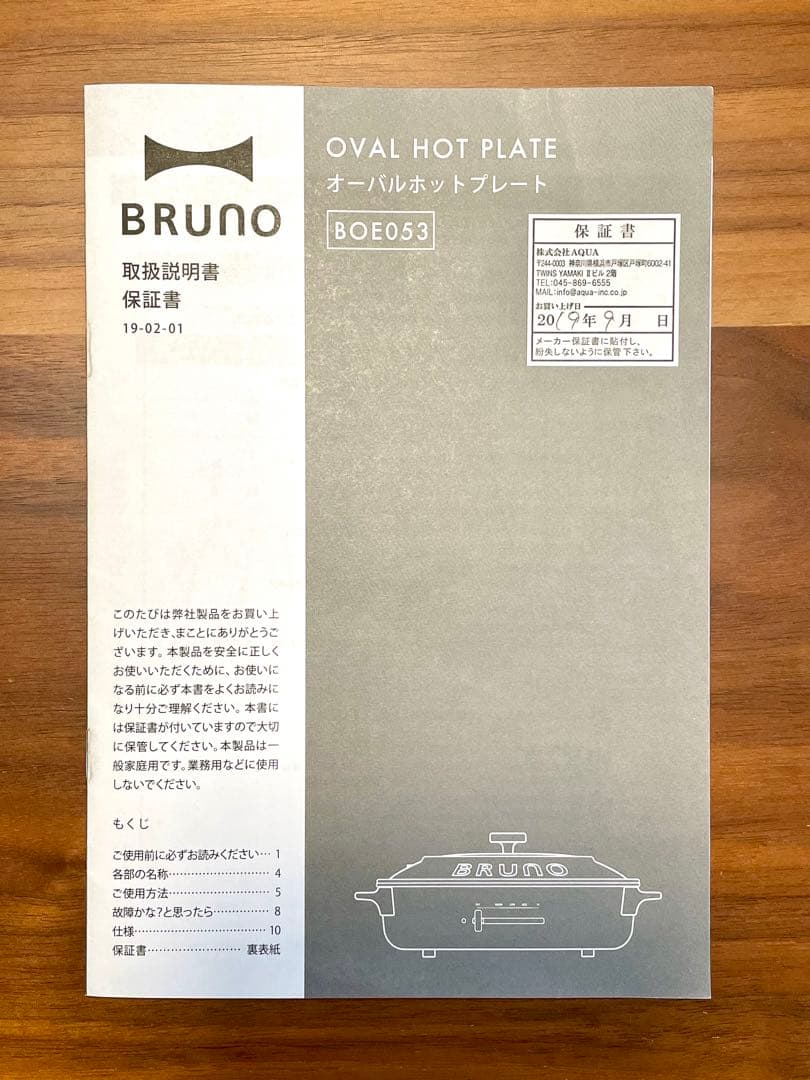 BRUNO
取扱説明書
保証書
19-02-01
OVAL HOT PLATE
オーバルホットプレート
BOE053
保証書
株式会社AQUA
〒244-0003 神奈川県横浜市戸塚区戸塚町6002-41
TWINS YAMAKI Ⅱビル 2階
TEL:045-869-6555
MAIL:info@aqua-inc.co.jp
お買い上げ日
2019年9月 日
メーカー保証書に貼付し、
紛失しないように保管下さい。
このたびは弊社製品をお買い上
げいただき、まことにありがとうご
ざいます。本製品を安全に正しく
お使いいただくために、お使いに
なる前に必ず本書をよくお読みに
なり十分ご理解ください。本書に
は保証書が付いていますので大切
に保管してください。本製品は一
般家庭用です。業務用などに使用
しないでください。
もくじ
ご使用前に必ずお読みください… 1
各部の名称……………………… 4
ご使用方法……………………… 5
故障かな?と思ったら…………… 8
仕様……………………………… 10
保証書…………………… 裏表紙
BRUNO